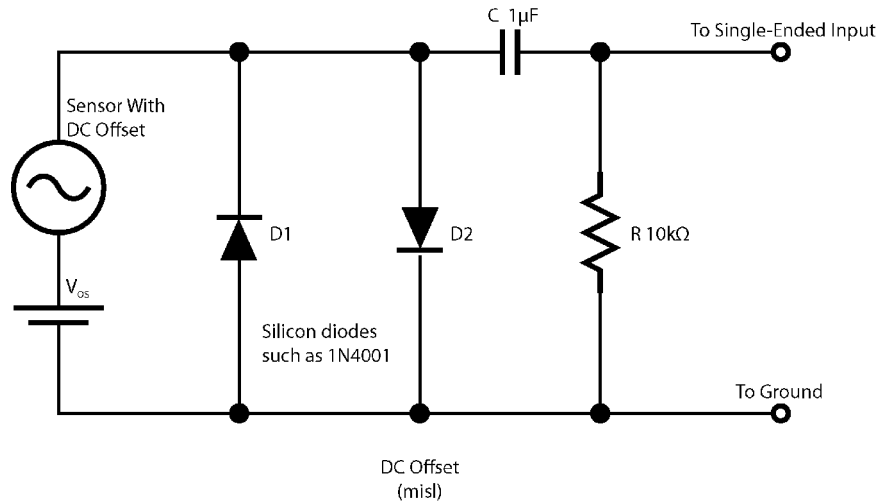 C 1µF
To Single-Ended Input
Sensor With
DC Offset
D1
D2
R 10kΩ
Vos
Silicon diodes
such as 1N4001
To Ground
DC Offset
(misl)